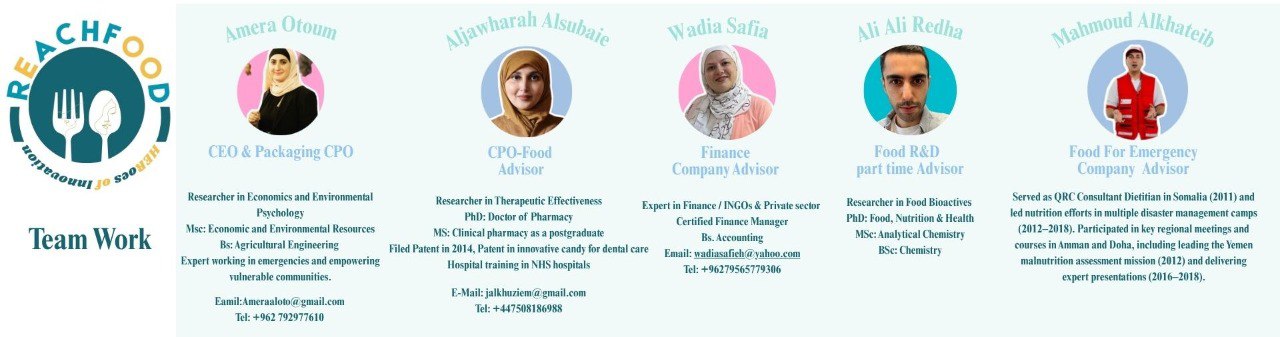 REACHFOOD
HERoes of Innovation
Team Work
Amera Otoum
CEO & Packaging CPO
Researcher in Economics and Environmental
Psychology
Msc: Economic and Environmental Resources
Bs: Agricultural Engineering
Expert working in emergencies and empowering
vulnerable communities.
Eamil:Ameraaloto@gmail.com
Tel: +962 792977610
Aljawharah Alsubaie
CPO-Food
Advisor
Researcher in Therapeutic Effectiveness
PhD: Doctor of Pharmacy
MS: Clinical pharmacy as a postgraduate
Filed Patent in 2014, Patent in innovative candy for dental care
Hospital training in NHS hospitals
E-Mail: jalkhuziem@gmail.com
Tel: +447508186988
Wadia Safia
Finance
Company Advisor
Expert in Finance / INGOs & Private sector
Certified Finance Manager
Bs. Accounting
Email: wadiasafieh@yahoo.com
Tel: +96279565779306
Ali Ali Redha
Food R&D
part time Advisor
Researcher in Food Bioactives
PhD: Food, Nutrition & Health
MSc: Analytical Chemistry
BSc: Chemistry
Mahmoud Alkhateib
Food For Emergency
Company Advisor
Served as QRC Consultant Dietitian in Somalia (2011) and
led nutrition efforts in multiple disaster management camps
(2012–2018). Participated in key regional meetings and
courses in Amman and Doha, including leading the Yemen
malnutrition assessment mission (2012) and delivering
expert presentations (2016–2018).